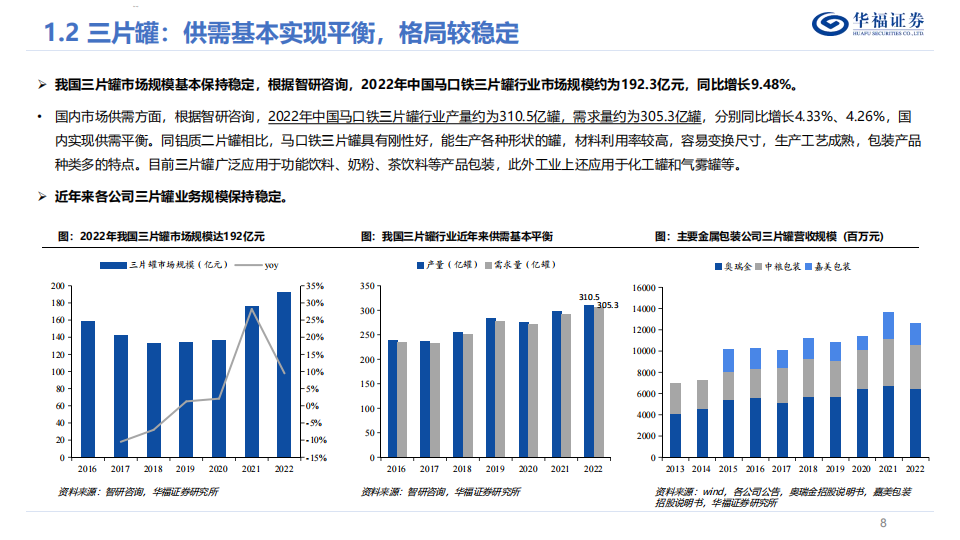 1.2 三片罐：供需基本实现平衡，格局较稳定
华福证券
HUAFU SECURITIES CO.,LTD.
➢ 我国三片罐市场规模基本保持稳定，根据智研咨询，2022年中国马口铁三片罐行业市场规模约为192.3亿元，同比增长9.48%。
• 国内市场供需方面，根据智研咨询，2022年中国马口铁三片罐行业产量约为310.5亿罐，需求量约为305.3亿罐，分别同比增长4.33%、4.26%，国
内实现供需平衡。同铝质二片罐相比，马口铁三片罐具有刚性好，能生产各种形状的罐，材料利用率较高，容易变换尺寸，生产工艺成熟，包装产品
种类多的特点。目前三片罐广泛应用于功能饮料、奶粉、茶饮料等产品包装，此外工业上还应用于化工罐和气雾罐等。
➢ 近年来各公司三片罐业务规模保持稳定。
图：2022年我国三片罐市场规模达192亿元
三片罐市场规模（亿元） yoy
200
180
160
140
120
100
80
60
40
20
0
35%
30%
25%
20%
15%
10%
5%
0%
-5%
-10%
-15%
2016 2017 2018 2019 2020 2021 2022
资料来源：智研咨询，华福证券研究所
图：我国三片罐行业近年来供需基本平衡
产量（亿罐） 需求量（亿罐）
350
300
250
200
150
100
50
0
310.5
305.3
2016 2017 2018 2019 2020 2021 2022
资料来源：智研咨询，华福证券研究所
图：主要金属包装公司三片罐营收规模（百万元）
奥瑞金 中粮包装 嘉美包装
16000
14000
12000
10000
8000
6000
4000
2000
0
2013 2014 2015 2016 2017 2018 2019 2020 2021 2022
资料来源：wind，各公司公告，奥瑞金招股说明书，嘉美包装
招股说明书，华福证券研究所
8